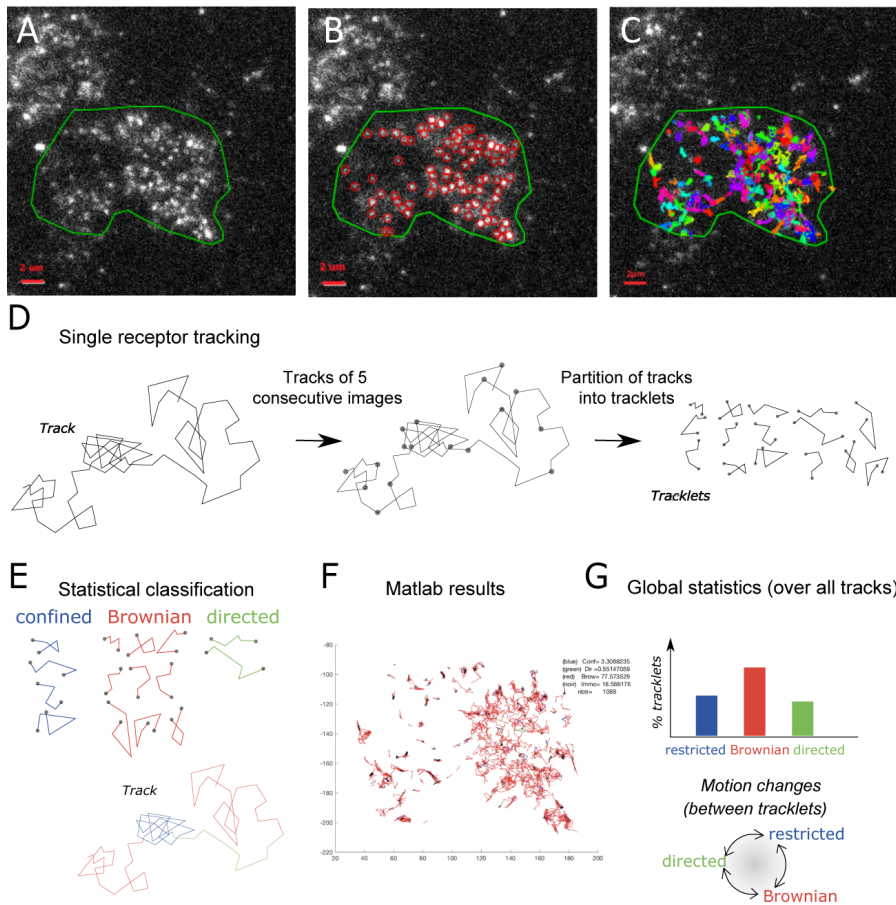 A
B
C
2 um
2 um
2μm
D
Single receptor tracking
Tracks of 5
consecutive images
Partition of tracks
into tracklets
Track
Tracklets
E
Statistical classification
confined Brownian directed
Track
F
Matlab results
(blue) Conf= 3.3088235
(green) Dir =0.55147059
(red) Brow= 77.573529
(noir) Immo= 18.566176
nbtr= 1088
-80
-100
-120
-140
-160
-180
-200
-220
20 40 60 80 100 120 140 160 180 200
G
Global statistics (over all tracks)
% tracklets
restricted Brownian directed
Motion changes
(between tracklets)
restricted
directed
Brownian